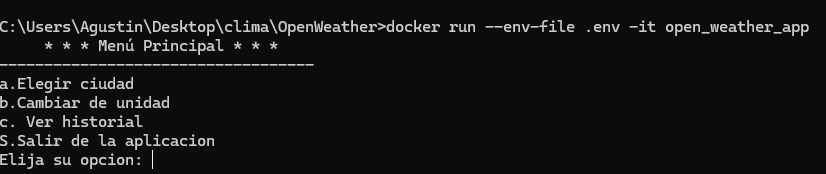 C:\Users\Agustin\Desktop\clima\OpenWeather>docker run --env-file .env -it open_weather_app
* * * Menú Principal * * *
----------------------------------
a.Elegir ciudad
b.Cambiar de unidad
c. Ver historial
S.Salir de la aplicacion
Elija su opcion: